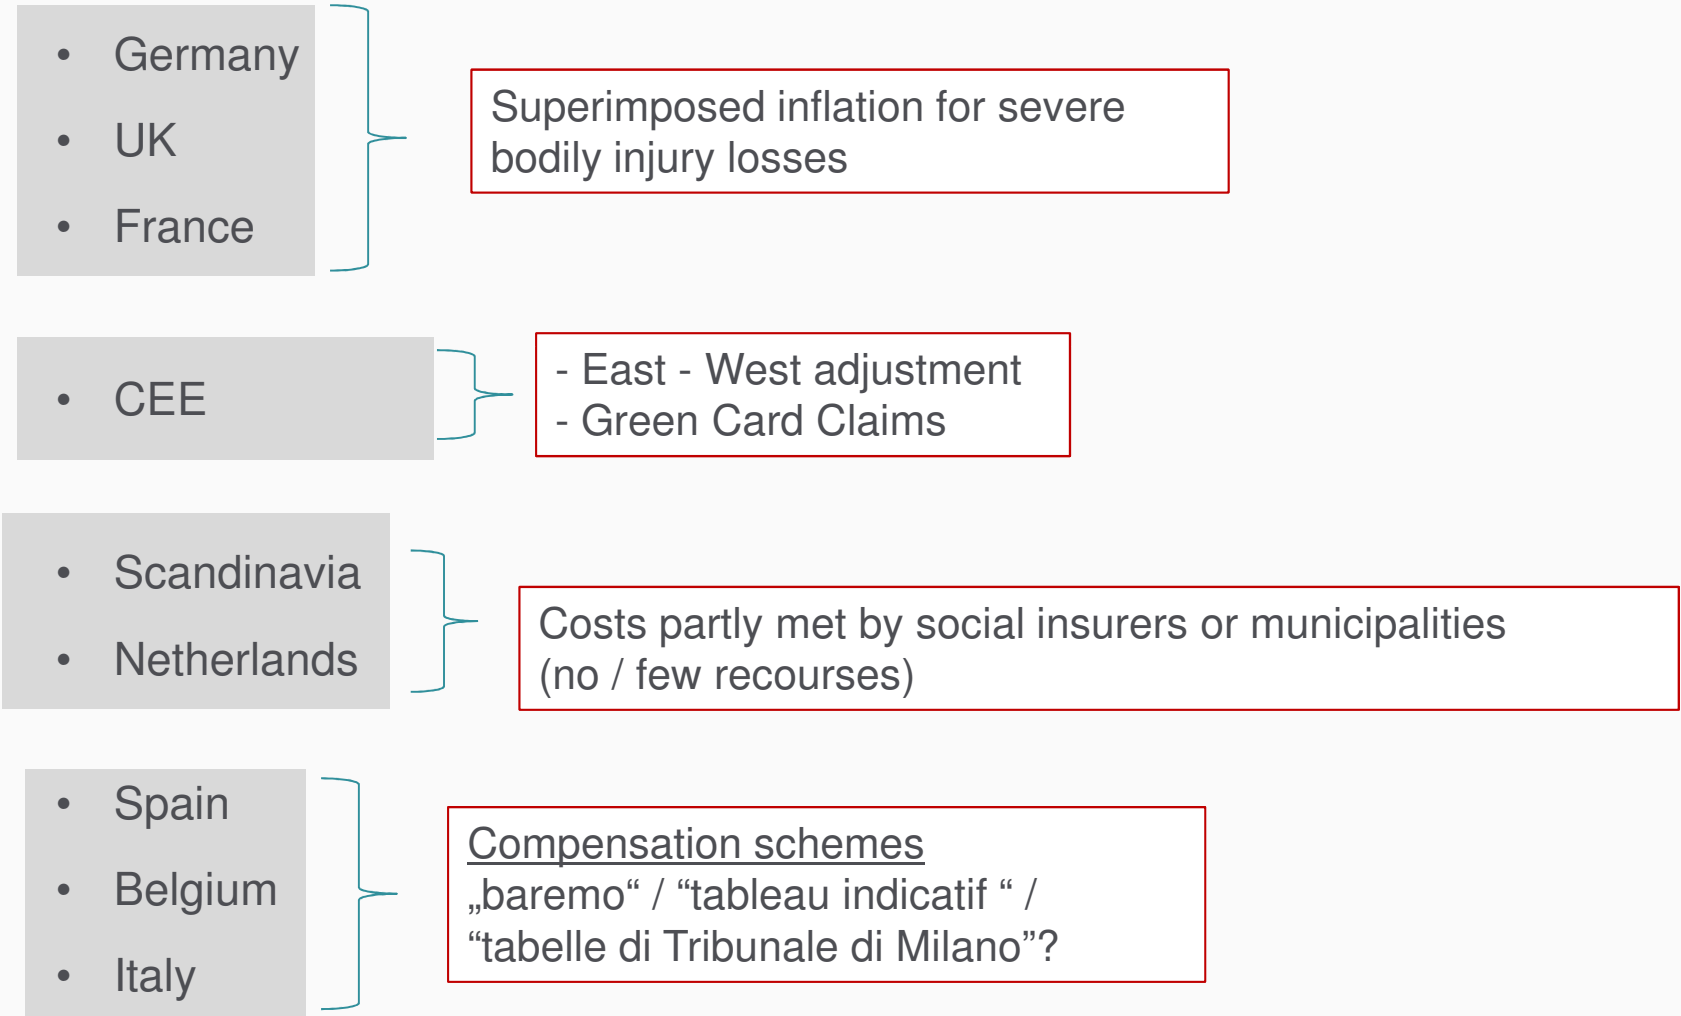 • Germany
• UK
• France
Superimposed inflation for severe
bodily injury losses
• CEE
- East - West adjustment
- Green Card Claims
• Scandinavia
• Netherlands
Costs partly met by social insurers or municipalities
(no / few recourses)
• Spain
• Belgium
• Italy
Compensation schemes
„baremo“ / “tableau indicatif “ /
“tabelle di Tribunale di Milano”?